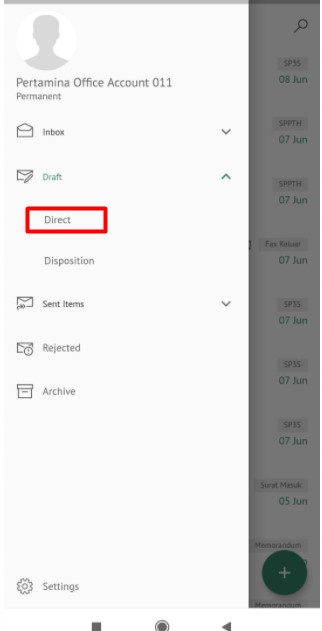 Pertamina Office Account 011
Permanent
Inbox
Draft
Direct
Disposition
Sent Items
Rejected
Archive
Settings
SP3S
08 Jun
SPPTH
07 Jun
SPPTH
07 Jun
Fax Keluar
07 Jun
SP3S
07 Jun
SP3S
07 Jun
SP3S
07 Jun
Surat Masuk
05 Jun
Memorandum
+
Memorandum